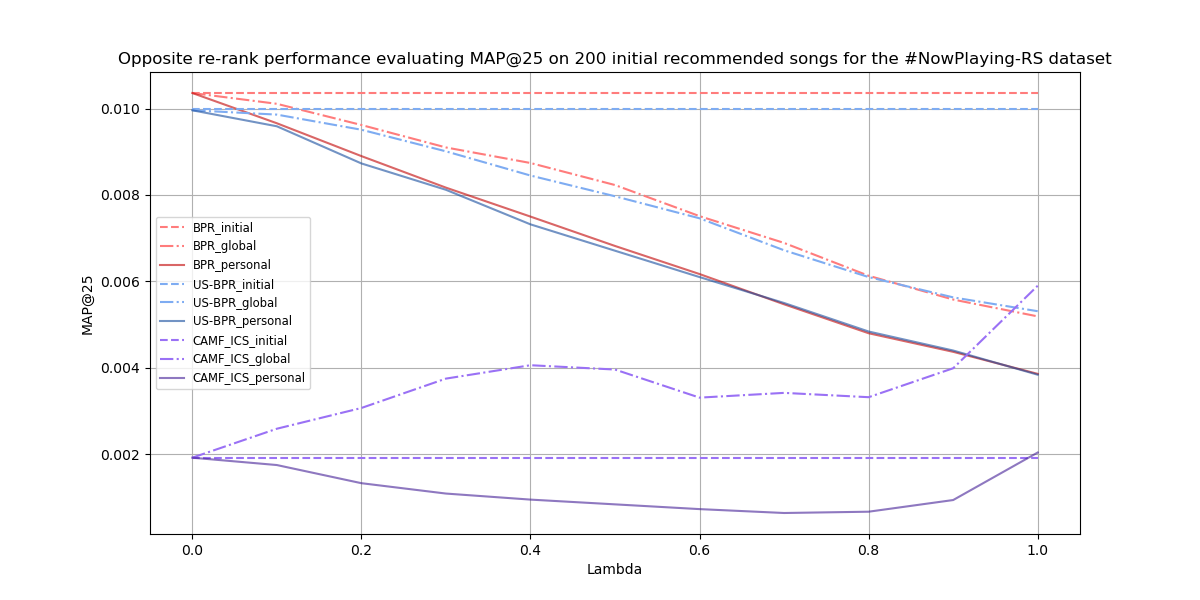 Opposite re-rank performance evaluating MAP@25 on 200 initial recommended songs for the #NowPlaying-RS dataset
0.010
0.008
0.006
0.004
0.002
MAP@25
BPR_initial
BPR_global
BPR_personal
US-BPR_initial
US-BPR_global
US-BPR_personal
CAMF_ICS_initial
CAMF_ICS_global
CAMF_ICS_personal
0.0 0.2 0.4 0.6 0.8 1.0
Lambda